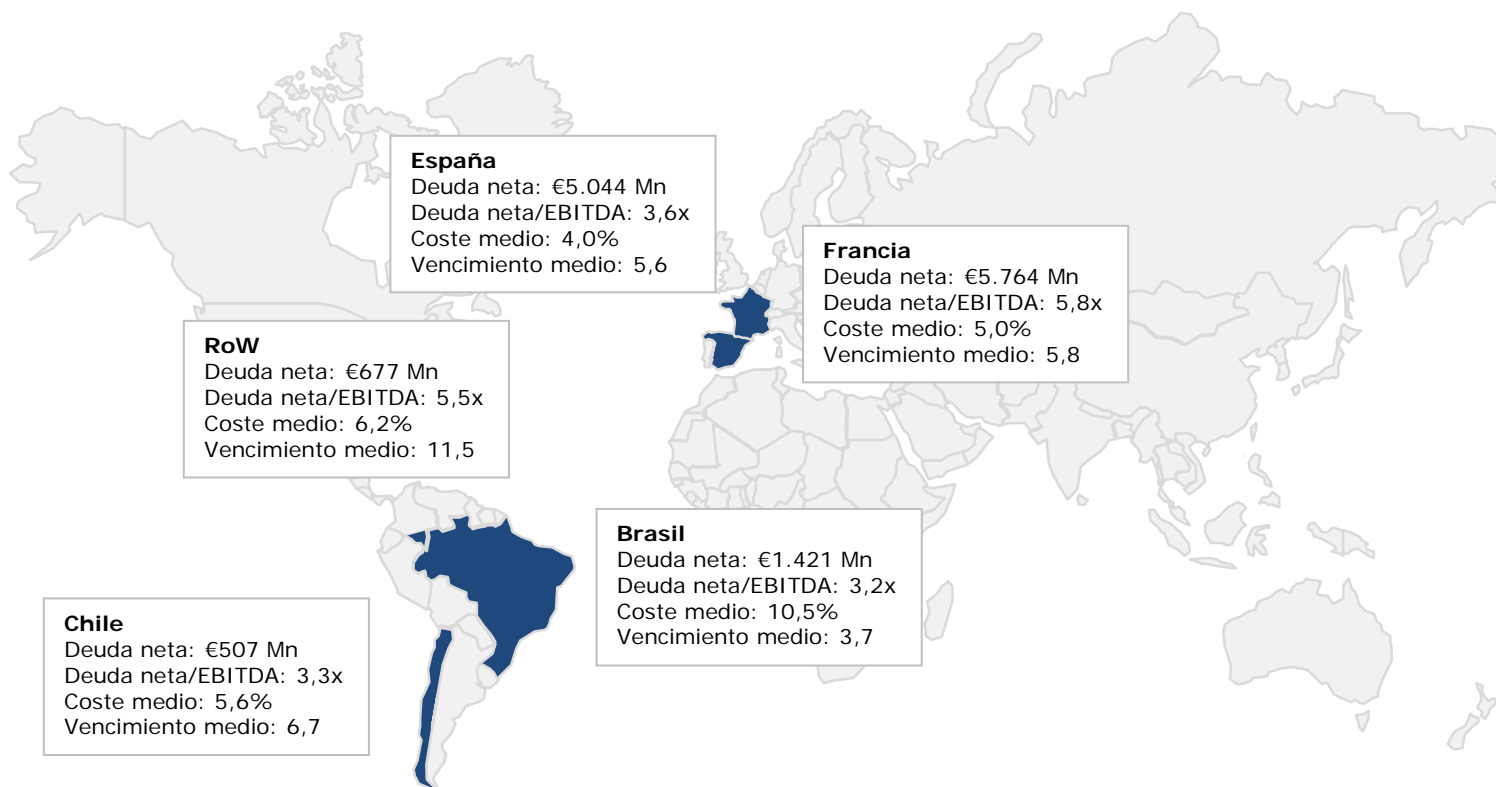 España
Deuda neta: €5.044 Mn
Deuda neta/EBITDA: 3,6x
Coste medio: 4,0%
Vencimiento medio: 5,6
Francia
Deuda neta: €5.764 Mn
Deuda neta/EBITDA: 5,8x
Coste medio: 5,0%
Vencimiento medio: 5,8
RoW
Deuda neta: €677 Mn
Deuda neta/EBITDA: 5,5x
Coste medio: 6,2%
Vencimiento medio: 11,5
Brasil
Deuda neta: €1.421 Mn
Deuda neta/EBITDA: 3,2x
Coste medio: 10,5%
Vencimiento medio: 3,7
Chile
Deuda neta: €507 Mn
Deuda neta/EBITDA: 3,3x
Coste medio: 5,6%
Vencimiento medio: 6,7